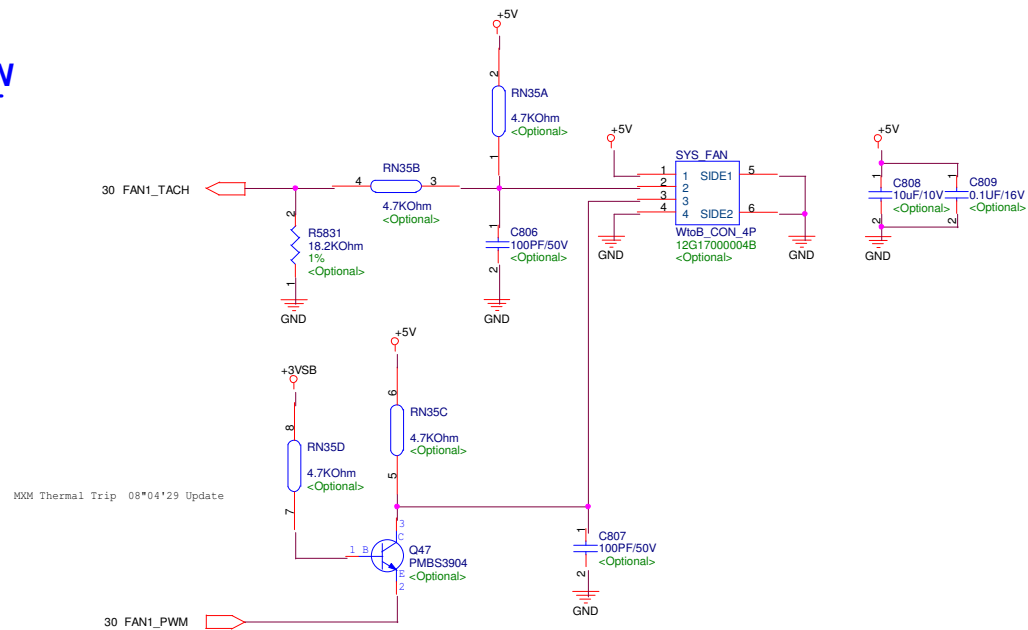 +5V
2
RN35A
4.7KOhm
<Optional>
1
+5V
SYS_FAN
1 1 SIDE1 5
2 2
3 3
4 4 SIDE2 6
WtoB_CON_4P
12G17000004B
<Optional>
GND
GND
+5V
1
C808
10uF/10V
<Optional>
2
1
C809
0.1UF/16V
<Optional>
2
GND
30 FAN1_TACH
RN35B
4 3
4.7KOhm
<Optional>
2
R5831
18.2KOhm
1%
<Optional>
1
GND
1
C806
100PF/50V
<Optional>
2
GND
+5V
6
RN35C
4.7KOhm
<Optional>
5
+3VSB
8
RN35D
4.7KOhm
<Optional>
7
MXM Thermal Trip 08"04'29 Update
3
C
1 B
Q47
PMBS3904
<Optional>
E
2
1
C807
100PF/50V
<Optional>
2
GND
30 FAN1_PWM